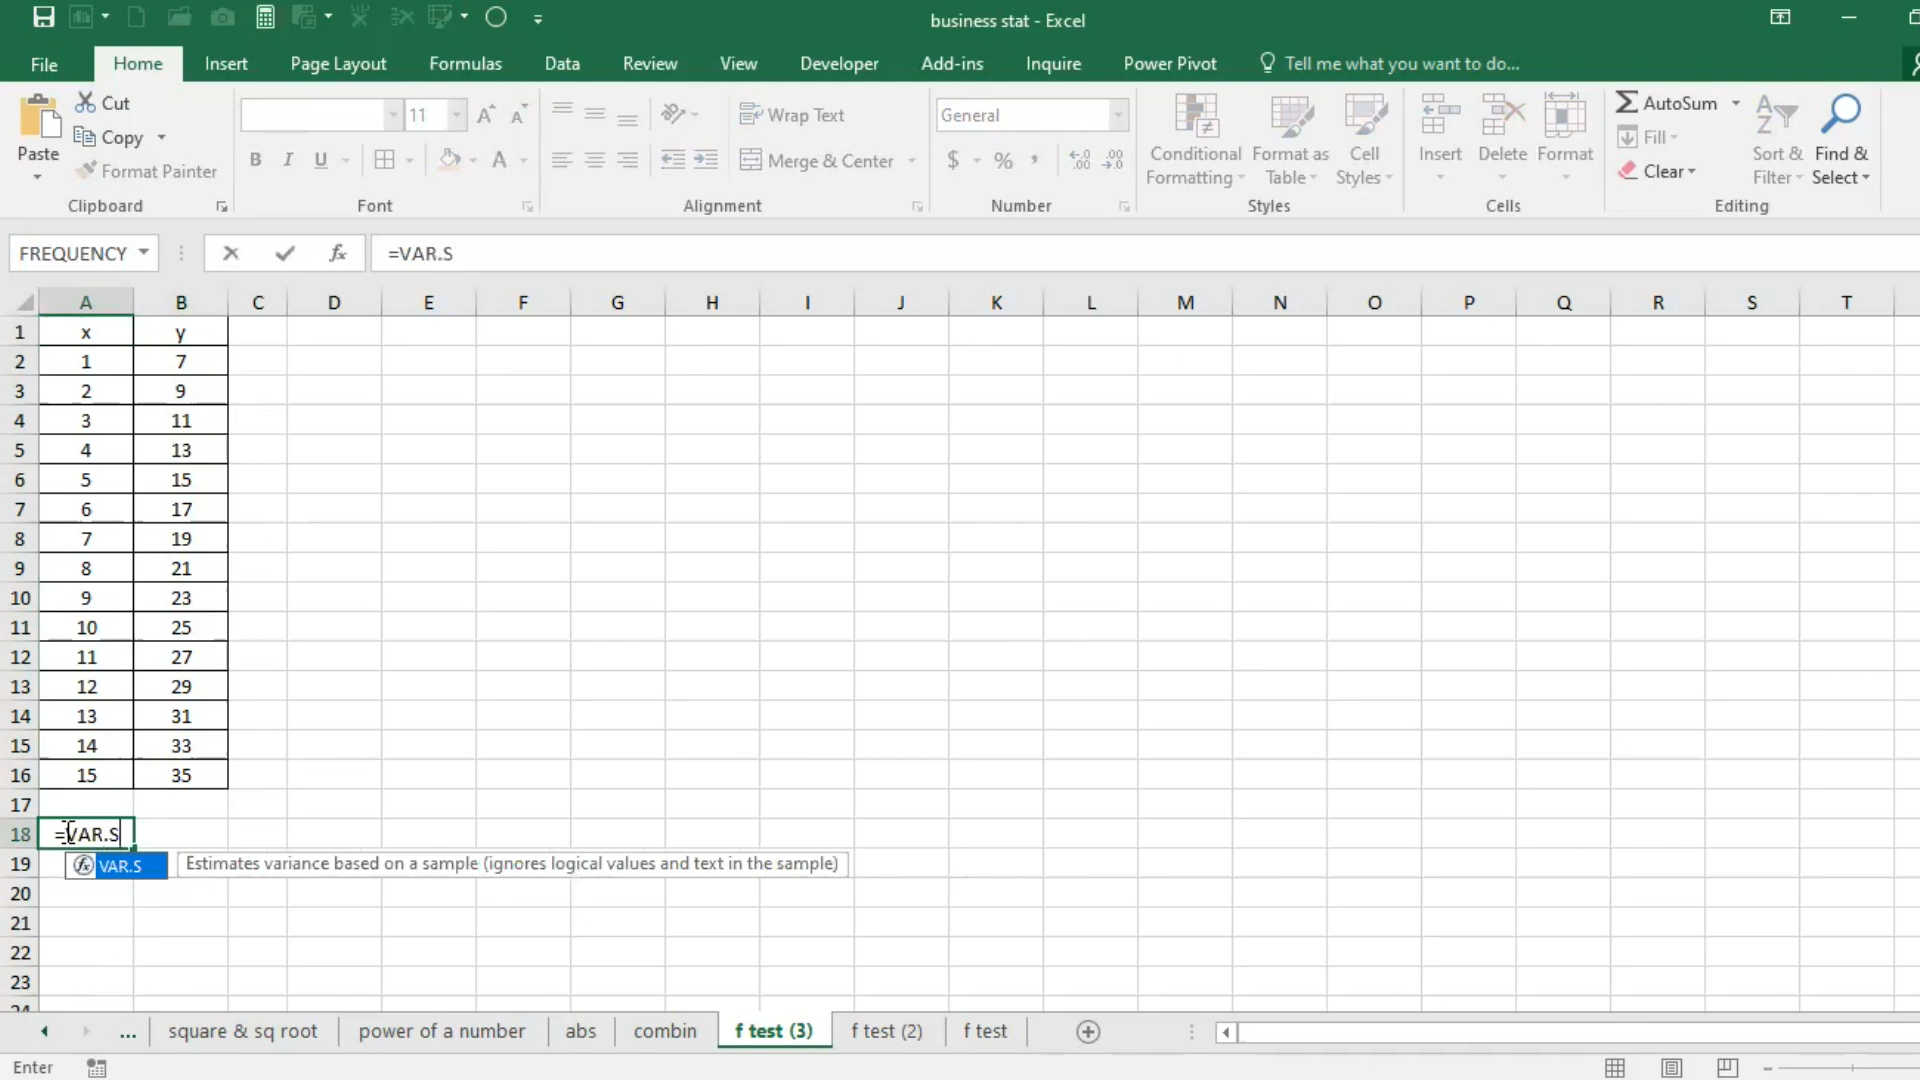 business stat - Excel
File Home Insert Page Layout Formulas Data Review View Developer Add-ins Inquire Power Pivot Tell me what you want to do...
Paste
Cut
Copy
Format Painter
Clipboard
11
B I U
A
Font
Wrap Text
Merge & Center
Alignment
General
$ % ,
Number
Conditional Formatting
Format as Table
Cell Styles
Styles
Insert Delete Format
Cells
AutoSum
Fill
Clear
Sort & Filter
Find & Select
Editing
FREQUENCY fx =VAR.S
A B C D E F G H I J K L M N O P Q R S T
1 x y
2 1 7
3 2 9
4 3 11
5 4 13
6 5 15
7 6 17
8 7 19
9 8 21
10 9 23
11 10 25
12 11 27
13 12 29
14 13 31
15 14 33
16 15 35
17
18 =VAR.S
19 fx VAR.S Estimates variance based on a sample (ignores logical values and text in the sample)
20
21
22
23
24
... square & sq root power of a number abs combin f test (3) f test (2) f test
Enter